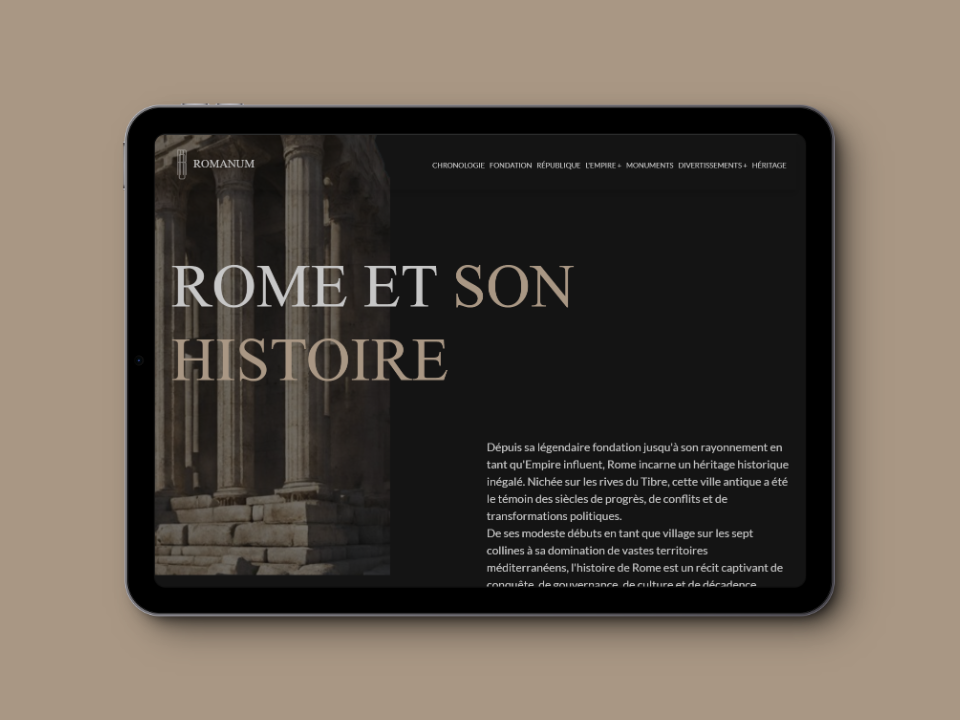 ROMANUM
CHRONOLOGIE FONDATION RÉPUBLIQUE L'EMPIRE+ MONUMENTS DIVERTISSEMENTS+ HÉRITAGE
ROME ET SON
HISTOIRE
Dépuis sa légendaire fondation jusqu'à son rayonnement en
tant qu'Empire influent, Rome incarne un héritage historique
inégalé. Nichée sur les rives du Tibre, cette ville antique a été
le témoin des siècles de progrès, de conflits et de
transformations politiques.
De ses modeste débuts en tant que village sur les sept
collines à sa domination de vastes territoires
méditerranéens, l'histoire de Rome est un récit captivant de
conquête, de gouvernance, de culture et de décadence